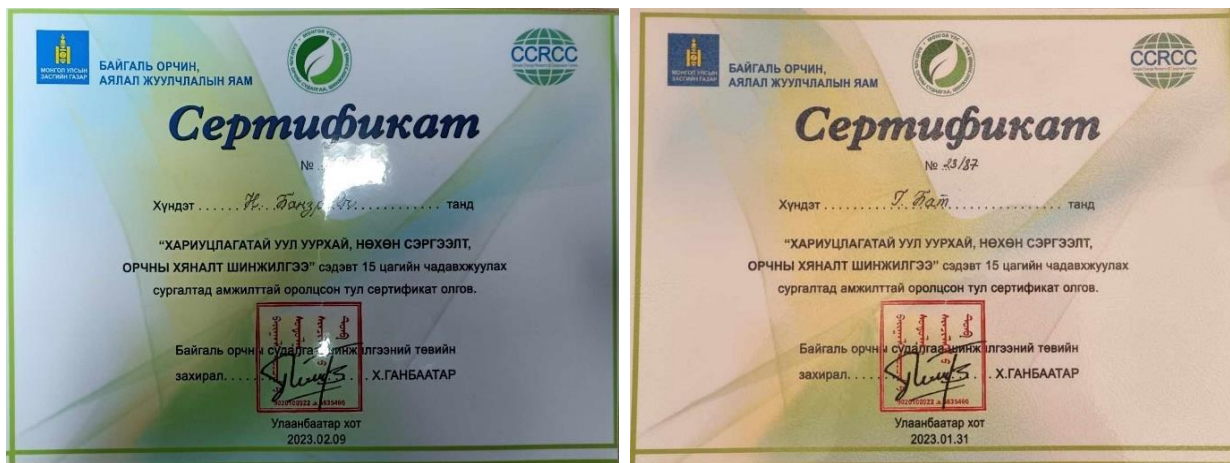 МОНГОЛ УЛСЫН
ЗАСГИЙН ГАЗАР
БАЙГАЛЬ ОРЧИН,
АЯЛАЛ ЖУУЛЧЛАЛЫН ЯАМ
CCRCC
Сертификат
№
Хүндэт . . . . . . Н. . . . . . . . . . . . . . . танд
“ХАРИУЦЛАГАТАЙ УУЛ УУРХАЙ, НӨХӨН СЭРГЭЭЛТ,
ОРЧНЫ ХЯНАЛТ ШИНЖИЛГЭЭ” сэдэвт 15 цагийн чадавхжуулах
сургалтад амжилттай оролцсон тул сертификат олгов.
Байгаль орчны судалгаа шинжилгээний төвийн
захирал. . . . . . . . . . . . Х.ГАНБААТАР
Улаанбаатар хот
2023.02.09
МОНГОЛ УЛСЫН
ЗАСГИЙН ГАЗАР
БАЙГАЛЬ ОРЧИН,
АЯЛАЛ ЖУУЛЧЛАЛЫН ЯАМ
CCRCC
Сертификат
№ 23/87
Хүндэт . . . . . . . . . Г. Бат . . . . . . . . . . . танд
“ХАРИУЦЛАГАТАЙ УУЛ УУРХАЙ, НӨХӨН СЭРГЭЭЛТ,
ОРЧНЫ ХЯНАЛТ ШИНЖИЛГЭЭ” сэдэвт 15 цагийн чадавхжуулах
сургалтад амжилттай оролцсон тул сертификат олгов.
Байгаль орчны судалгаа шинжилгээний төвийн
захирал. . . . . . . . . . . . Х.ГАНБААТАР
Улаанбаатар хот
2023.01.31